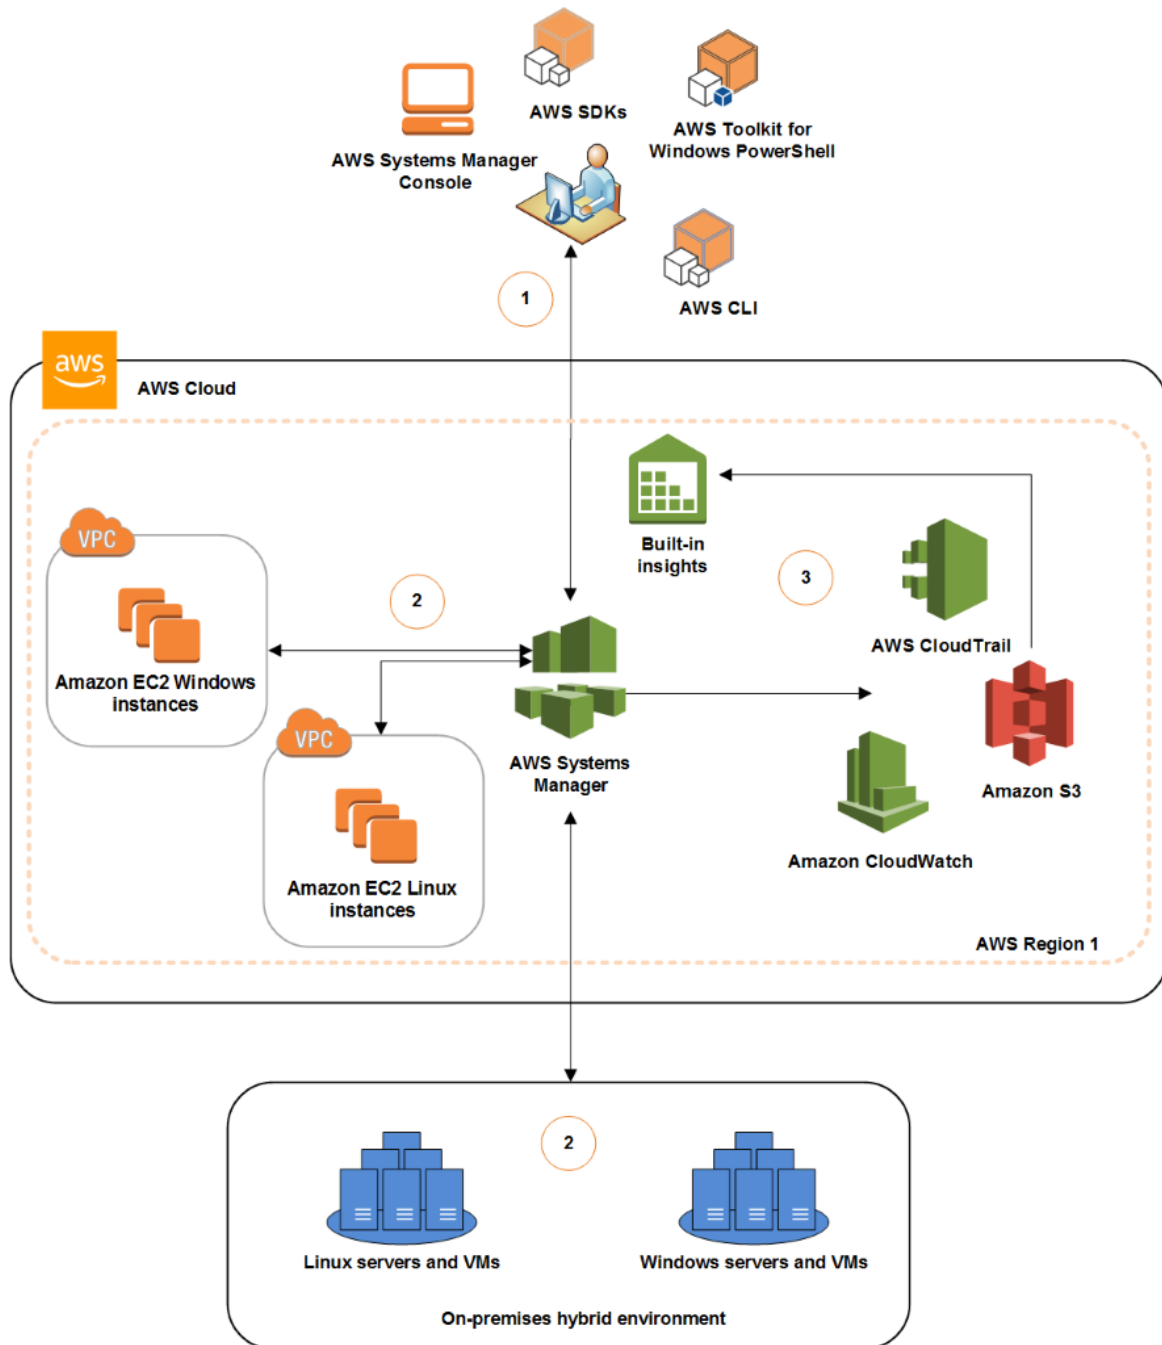 AWS SDKs
AWS Toolkit for
Windows PowerShell
AWS Systems Manager
Console
AWS CLI
1
aws
AWS Cloud
VPC
Built-in
insights
2
3
AWS CloudTrail
Amazon EC2 Windows
instances
VPC
AWS Systems
Manager
Amazon S3
Amazon CloudWatch
Amazon EC2 Linux
instances
AWS Region 1
2
Linux servers and VMs
Windows servers and VMs
On-premises hybrid environment